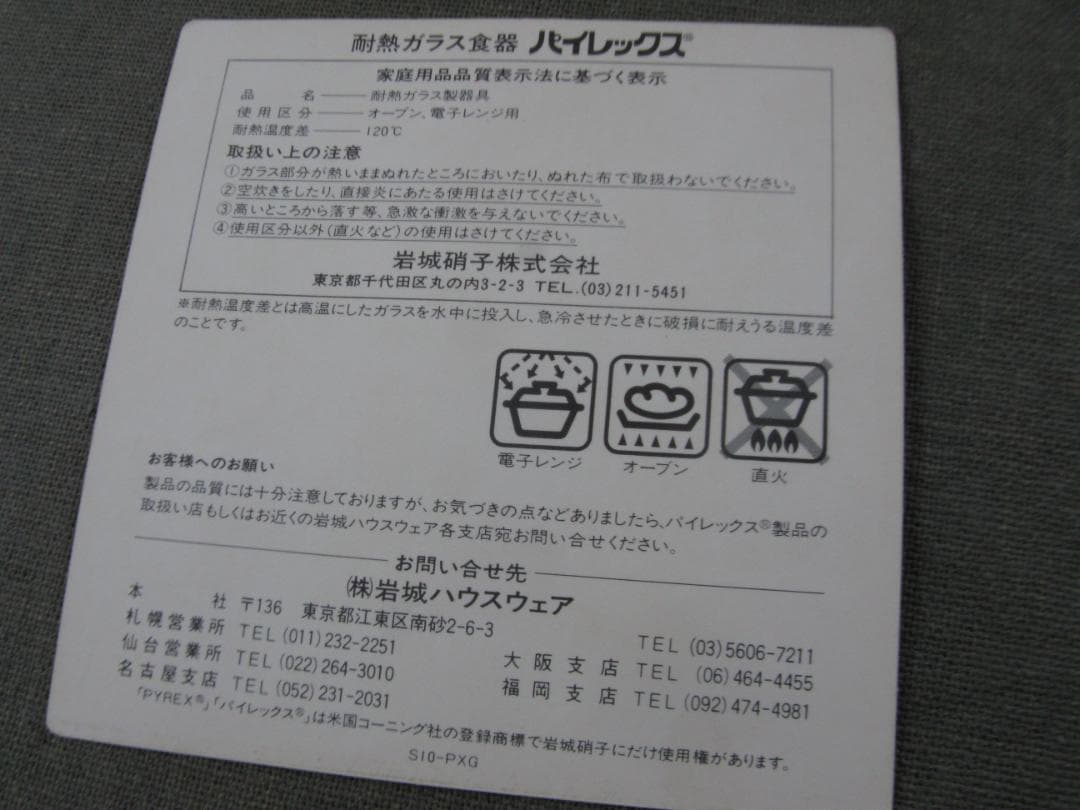 耐熱ガラス食器 パイレックス®
家庭用品品質表示法に基づく表示
品名――耐熱ガラス製器具
使用区分――オーブン、電子レンジ用
耐熱温度差――120℃
取扱い上の注意
①ガラス部分が熱いままぬれたところにおいたり、ぬれた布で取扱わないでください。
②空炊きをしたり、直接炎にあたる使用はさけてください。
③高いところから落す等、急激な衝撃を与えないでください。
④使用区分以外(直火など)の使用はさけてください。
岩城硝子株式会社
東京都千代田区丸の内3-2-3 TEL.(03)211-5451
※耐熱温度差とは高温にしたガラスを水中に投入し、急冷させたときに破損に耐えうる温度差
のことです。
電子レンジ オーブン 直火
お客様へのお願い
製品の品質には十分注意しておりますが、お気づきの点などありましたら、パイレックス®製品の
取扱い店もしくはお近くの岩城ハウスウェア各支店宛お問い合せください。
お問い合せ先
(株)岩城ハウスウェア
本社 〒136 東京都江東区南砂2-6-3 TEL (03)5606-7211
札幌営業所 TEL (011)232-2251 大阪支店 TEL (06)464-4455
仙台営業所 TEL (022)264-3010 福岡支店 TEL (092)474-4981
名古屋支店 TEL (052)231-2031
「PYREX®」「パイレックス®」は米国コーニング社の登録商標で岩城硝子にだけ使用権があります。
S10-PXG